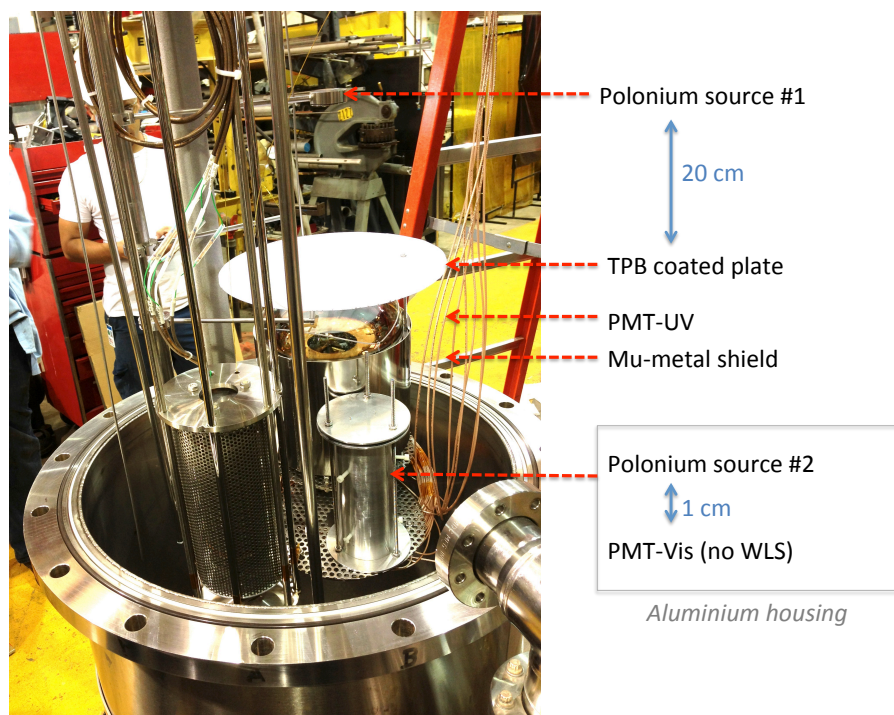 Polonium source #1
20 cm
TPB coated plate
PMT-UV
Mu-metal shield
Polonium source #2
1 cm
PMT-Vis (no WLS)
Aluminium housing
A
B